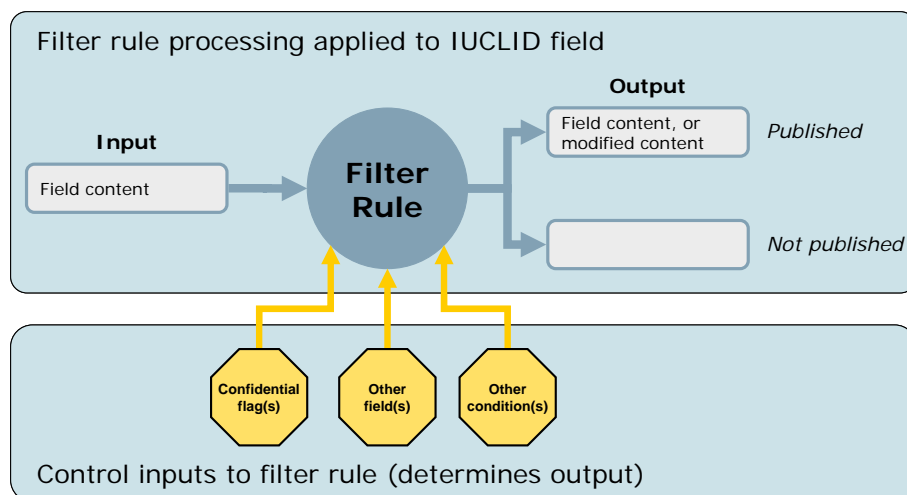 Filter rule processing applied to IUCLID field
Output
Input
Field content, or
modified content
Published
Field content
Filter
Rule
Not published
Confidential
flag(s)
Other
field(s)
Other
condition(s)
Control inputs to filter rule (determines output)